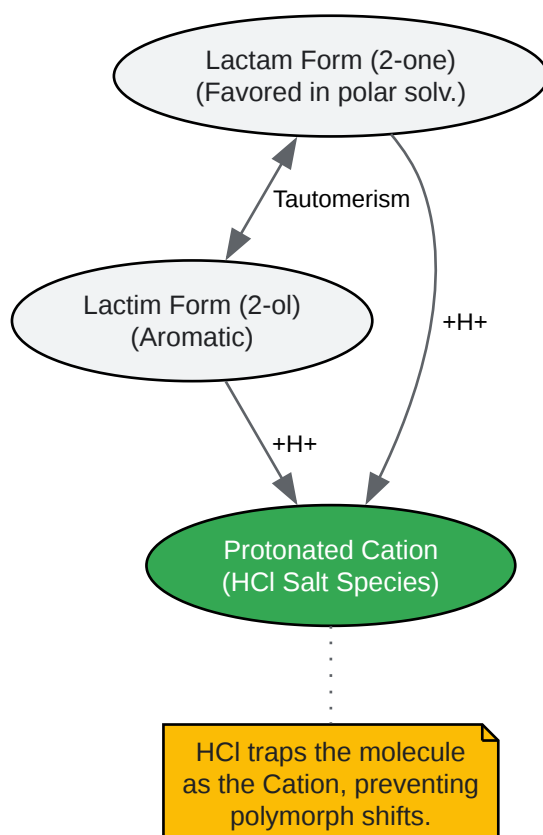 Lactam Form (2-one)
(Favored in polar solv.)
Tautomerism
Lactim Form (2-ol)
(Aromatic)
+H+
+H+
Protonated Cation
(HCl Salt Species)
HCl traps the molecule
as the Cation, preventing
polymorph shifts.